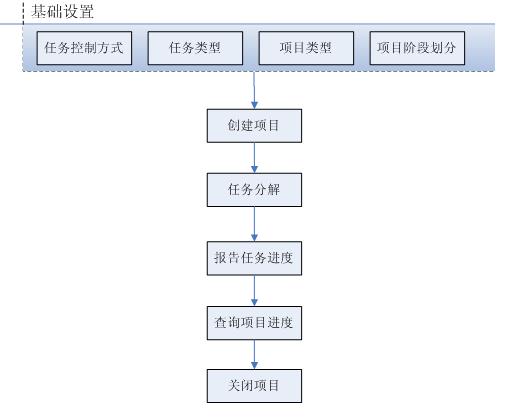 基础设置
任务控制方式 任务类型 项目类型 项目阶段划分
创建项目
任务分解
报告任务进度
查询项目进度
关闭项目